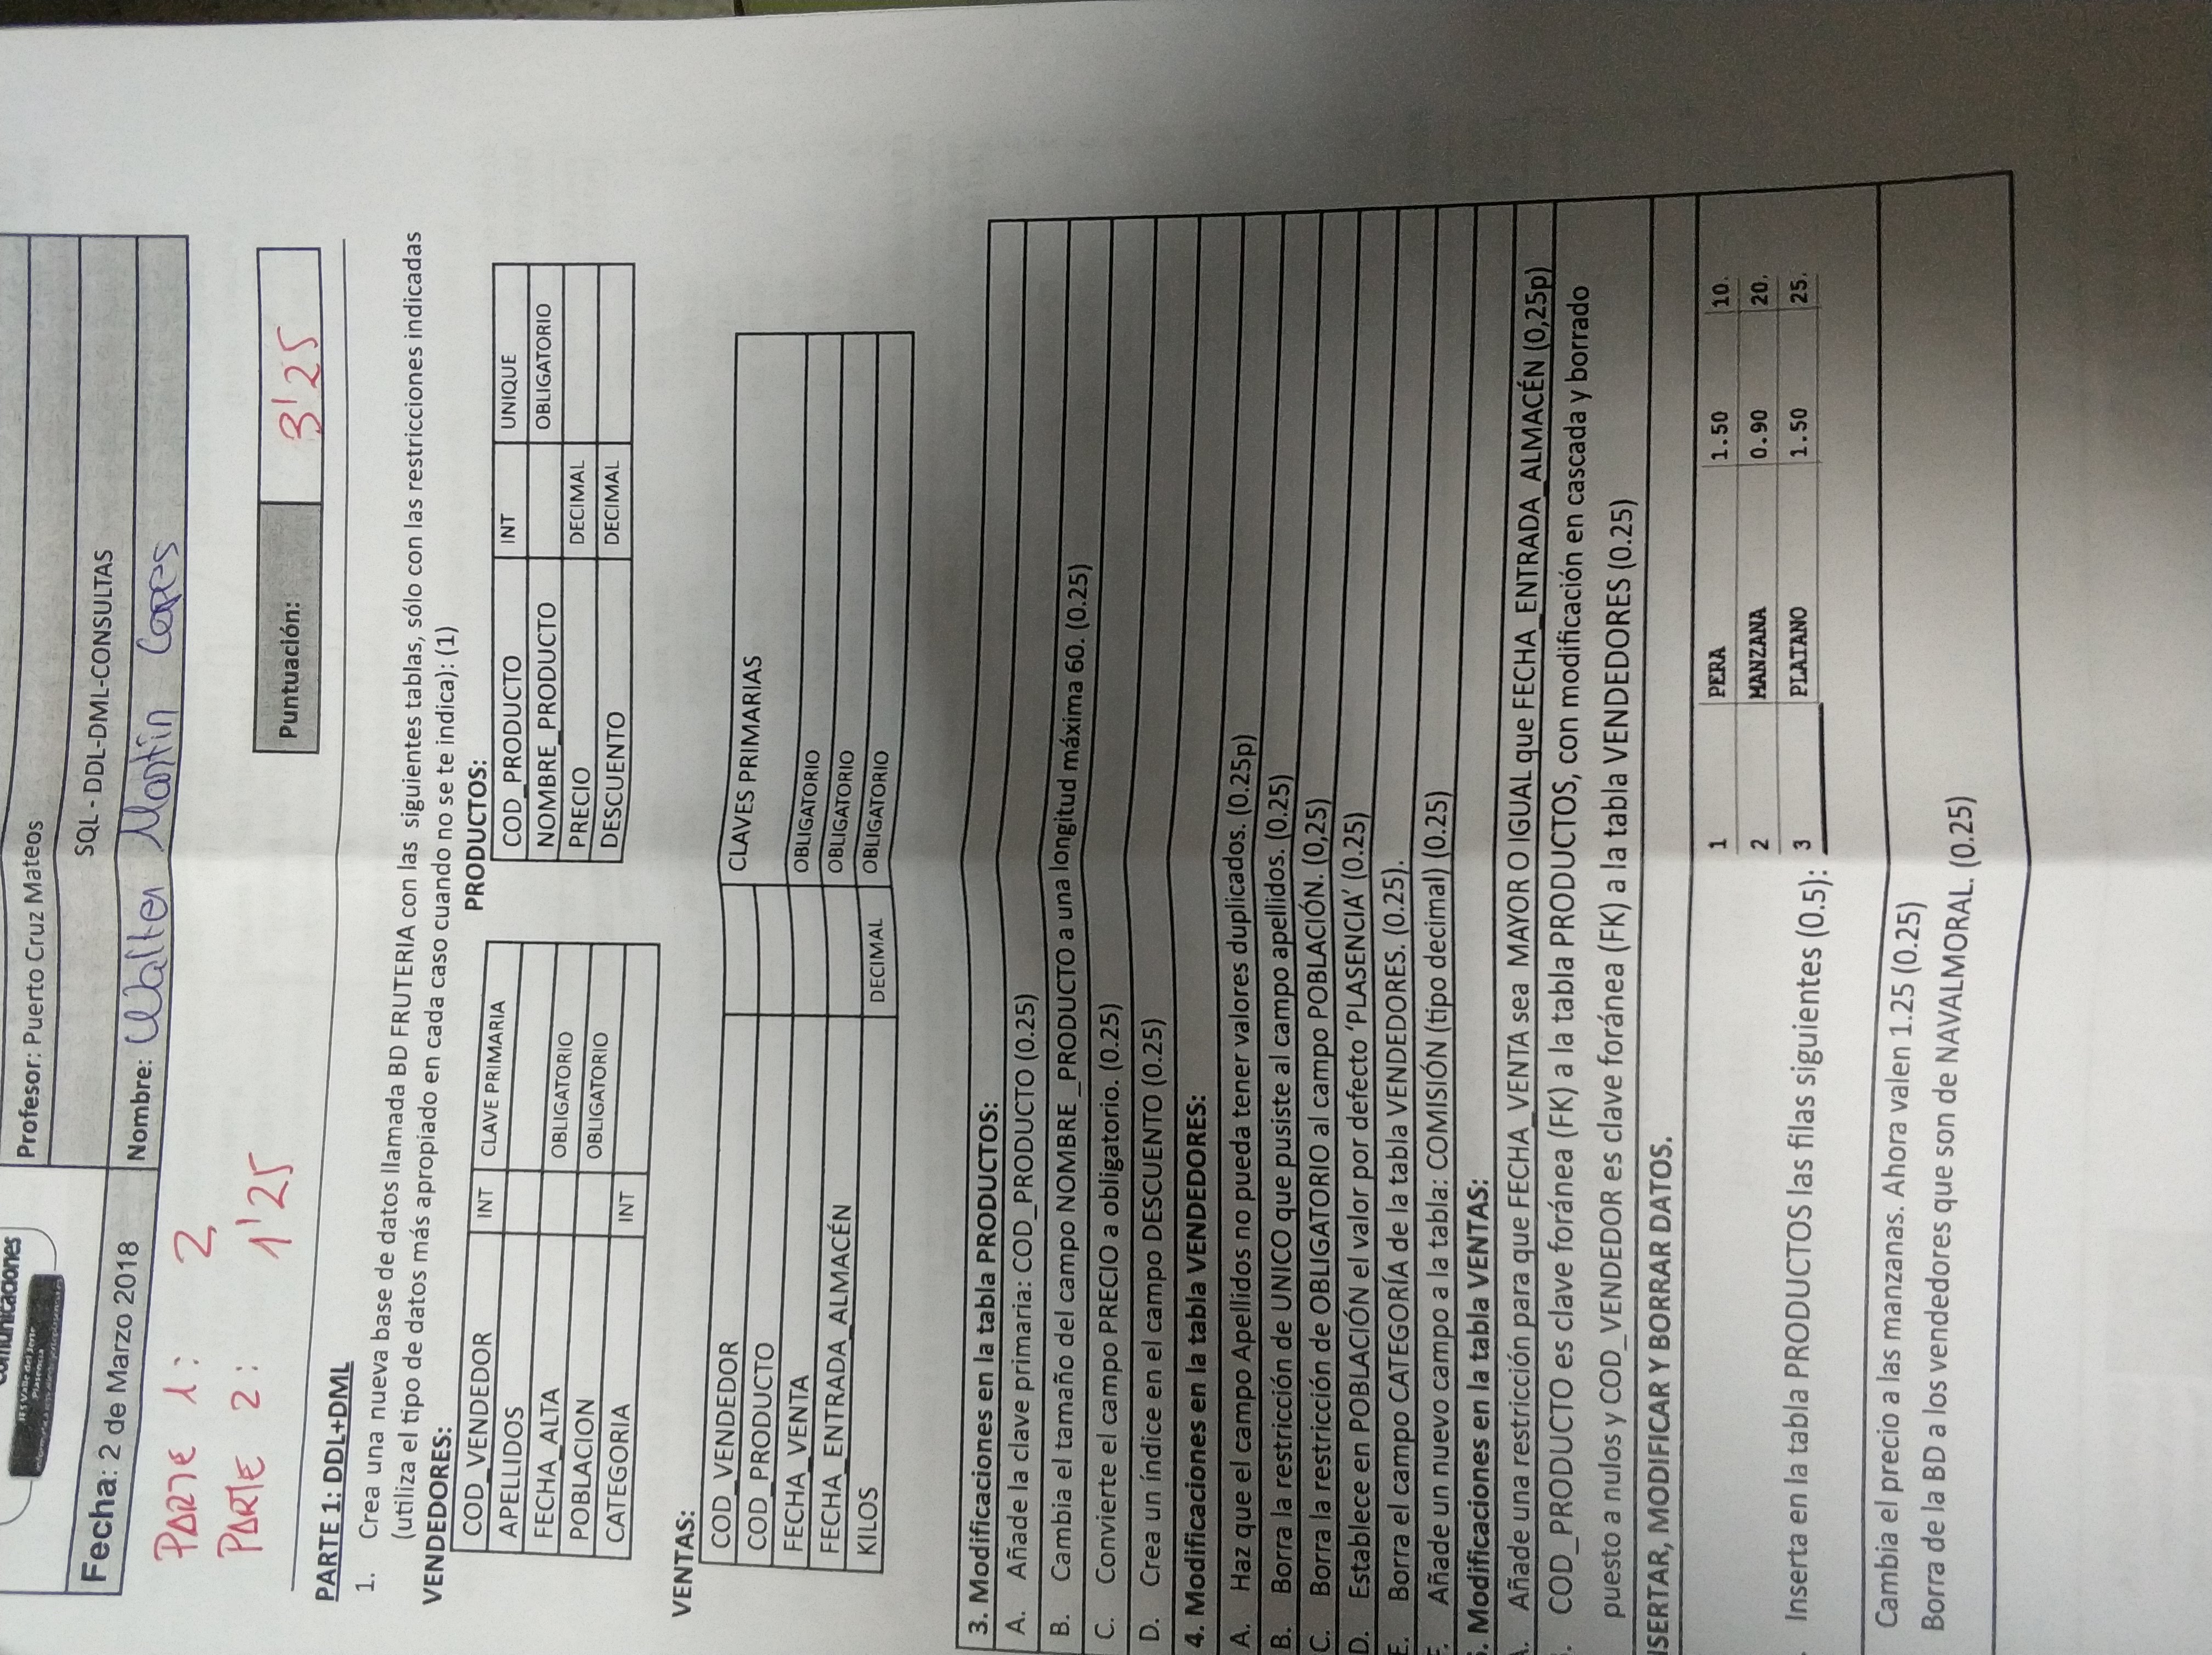 comunicaciones
IES Valle del Jerte
Plasencia
Profesor: Puerto Cruz Mateos
SQL - DDL-DML-CONSULTAS
Fecha: 2 de Marzo 2018
Nombre: Walter Martín
PARTE 1: 2
PARTE 2: 1'25
Puntuación: 3'25
PARTE 1: DDL+DML
1. Crea una nueva base de datos llamada BD FRUTERIA con las siguientes tablas, sólo con las restricciones indicadas
(utiliza el tipo de datos más apropiado en cada caso cuando no se te indica): (1)
VENDEDORES:
COD_VENDEDOR INT CLAVE PRIMARIA
APELLIDOS
FECHA_ALTA OBLIGATORIO
POBLACION OBLIGATORIO
CATEGORIA INT
PRODUCTOS:
COD_PRODUCTO INT UNIQUE
NOMBRE_PRODUCTO OBLIGATORIO
PRECIO DECIMAL
DESCUENTO DECIMAL
VENTAS:
COD_VENDEDOR CLAVES PRIMARIAS
COD_PRODUCTO
FECHA_VENTA OBLIGATORIO
FECHA_ENTRADA_ALMACÉN OBLIGATORIO
KILOS DECIMAL OBLIGATORIO
3. Modificaciones en la tabla PRODUCTOS:
A. Añade la clave primaria: COD_PRODUCTO (0.25)
B. Cambia el tamaño del campo NOMBRE _PRODUCTO a una longitud máxima 60. (0.25)
C. Convierte el campo PRECIO a obligatorio. (0.25)
D. Crea un índice en el campo DESCUENTO (0.25)
4. Modificaciones en la tabla VENDEDORES:
A. Haz que el campo Apellidos no pueda tener valores duplicados. (0.25p)
B. Borra la restricción de UNICO que pusiste al campo apellidos. (0.25)
C. Borra la restricción de OBLIGATORIO al campo POBLACIÓN. (0,25)
D. Establece en POBLACIÓN el valor por defecto ‘PLASENCIA’ (0.25)
E. Borra el campo CATEGORÍA de la tabla VENDEDORES. (0.25).
F. Añade un nuevo campo a la tabla: COMISIÓN (tipo decimal) (0.25)
. Modificaciones en la tabla VENTAS:
. Añade una restricción para que FECHA_VENTA sea MAYOR O IGUAL que FECHA_ENTRADA_ALMACÉN (0,25p)
. COD_PRODUCTO es clave foránea (FK) a la tabla PRODUCTOS, con modificación en cascada y borrado
puesto a nulos y COD_VENDEDOR es clave foránea (FK) a la tabla VENDEDORES (0.25)
NSERTAR, MODIFICAR Y BORRAR DATOS.
1 PERA 1.50 10.
2 MANZANA 0.90 20.
3 PLATANO 1.50 25.
. Inserta en la tabla PRODUCTOS las filas siguientes (0.5):
Cambia el precio a las manzanas. Ahora valen 1.25 (0.25)
Borra de la BD a los vendedores que son de NAVALMORAL. (0.25)